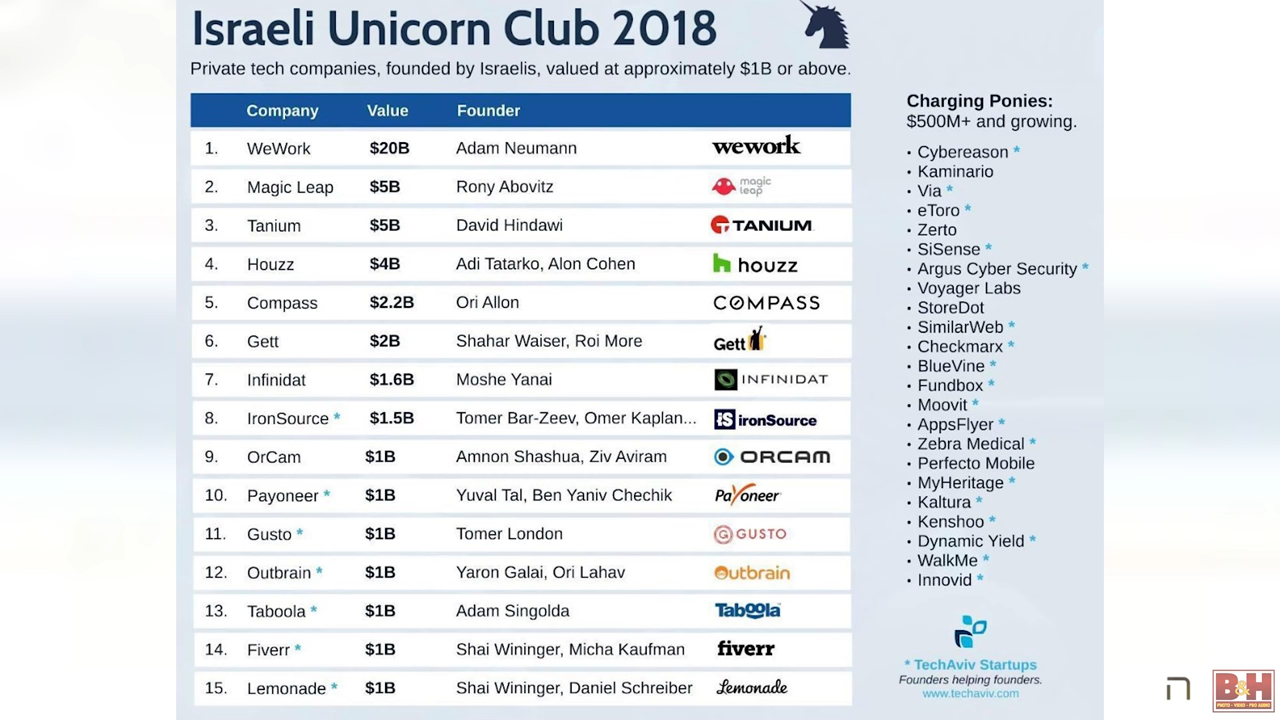 Israeli Unicorn Club 2018
Private tech companies, founded by Israelis, valued at approximately $1B or above.
Company Value Founder
1. WeWork $20B Adam Neumann wework
2. Magic Leap $5B Rony Abovitz magic leap
3. Tanium $5B David Hindawi TANIUM
4. Houzz $4B Adi Tatarko, Alon Cohen houzz
5. Compass $2.2B Ori Allon COMPASS
6. Gett $2B Shahar Waiser, Roi More Gett
7. Infinidat $1.6B Moshe Yanai INFINIDAT
8. IronSource * $1.5B Tomer Bar-Zeev, Omer Kaplan... iS ironSource
9. OrCam $1B Amnon Shashua, Ziv Aviram ORCAM
10. Payoneer * $1B Yuval Tal, Ben Yaniv Chechik Payoneer
11. Gusto * $1B Tomer London G GUSTO
12. Outbrain * $1B Yaron Galai, Ori Lahav Outbrain
13. Taboola * $1B Adam Singolda Taboola
14. Fiverr * $1B Shai Wininger, Micha Kaufman fiverr
15. Lemonade * $1B Shai Wininger, Daniel Schreiber Lemonade
Charging Ponies:
$500M+ and growing.
• Cybereason *
• Kaminario
• Via *
• eToro *
• Zerto
• SiSense *
• Argus Cyber Security *
• Voyager Labs
• StoreDot
• SimilarWeb *
• Checkmarx *
• BlueVine *
• Fundbox *
• Moovit *
• AppsFlyer *
• Zebra Medical *
• Perfecto Mobile
• MyHeritage *
• Kaltura *
• Kenshoo *
• Dynamic Yield *
• WalkMe *
• Innovid *
* TechAviv Startups
Founders helping founders.
www.techaviv.com
ה
B&H
PHOTO - VIDEO - PRO AUDIO